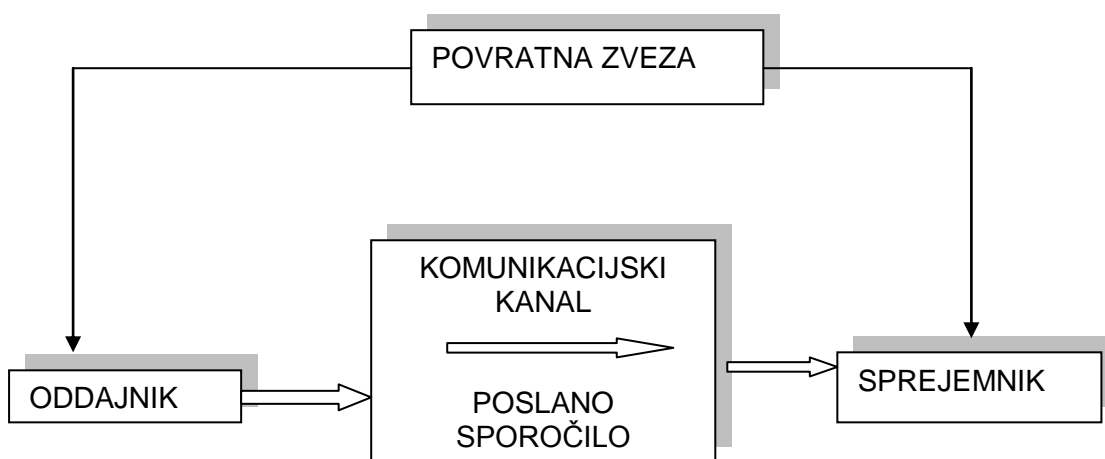 POVRATNA ZVEZA
KOMUNIKACIJSKI
KANAL
POSLANO
SPOROČILO
ODDAJNIK
SPREJEMNIK